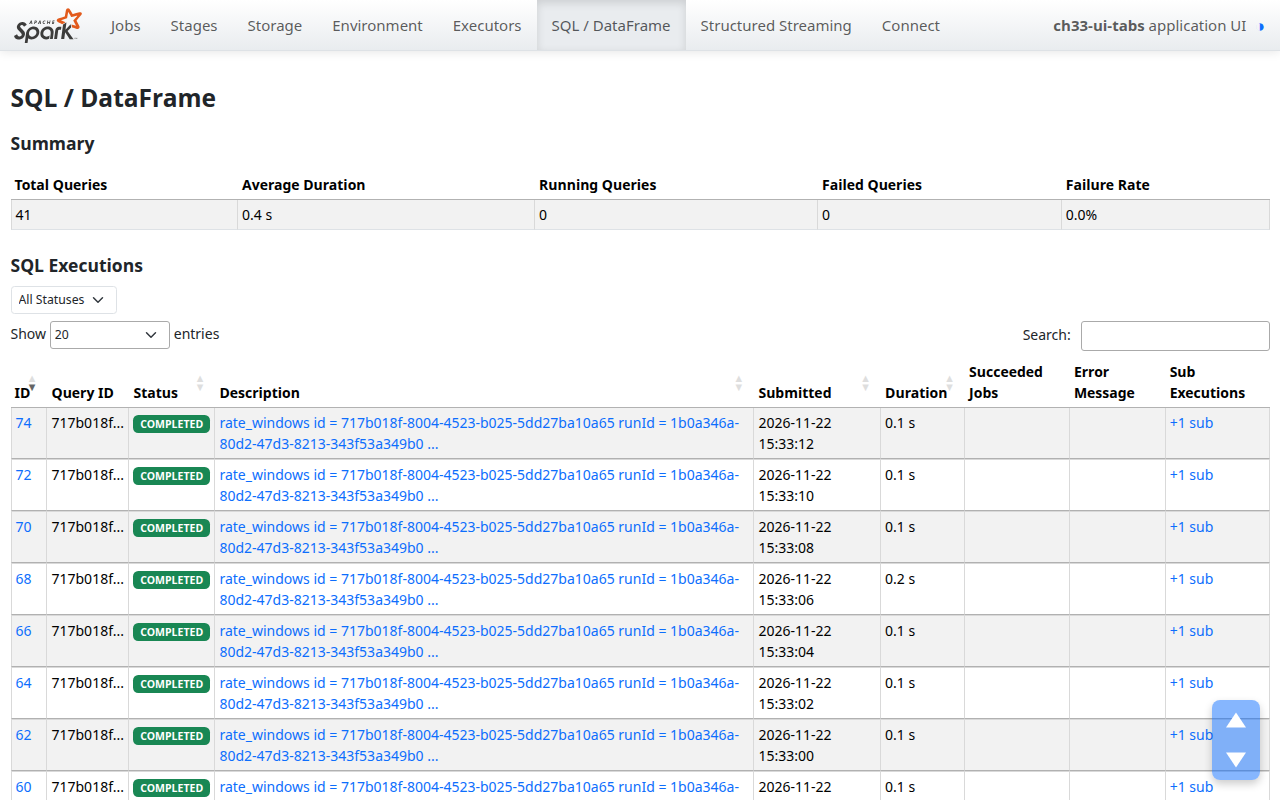 APACHE Spark Jobs Stages Storage Environment Executors SQL / DataFrame Structured Streaming Connect ch33-ui-tabs application UI
SQL / DataFrame
Summary
Total Queries Average Duration Running Queries Failed Queries Failure Rate
41 0.4 s 0 0 0.0%
SQL Executions
All Statuses
Show 20 entries Search:
ID Query ID Status Description Submitted Duration Succeeded Jobs Error Message Sub Executions
74 717b018f... COMPLETED rate_windows id = 717b018f-8004-4523-b025-5dd27ba10a65 runId = 1b0a346a- 2026-11-22 0.1 s +1 sub
80d2-47d3-8213-343f53a349b0 ... 15:33:12
72 717b018f... COMPLETED rate_windows id = 717b018f-8004-4523-b025-5dd27ba10a65 runId = 1b0a346a- 2026-11-22 0.1 s +1 sub
80d2-47d3-8213-343f53a349b0 ... 15:33:10
70 717b018f... COMPLETED rate_windows id = 717b018f-8004-4523-b025-5dd27ba10a65 runId = 1b0a346a- 2026-11-22 0.1 s +1 sub
80d2-47d3-8213-343f53a349b0 ... 15:33:08
68 717b018f... COMPLETED rate_windows id = 717b018f-8004-4523-b025-5dd27ba10a65 runId = 1b0a346a- 2026-11-22 0.2 s +1 sub
80d2-47d3-8213-343f53a349b0 ... 15:33:06
66 717b018f... COMPLETED rate_windows id = 717b018f-8004-4523-b025-5dd27ba10a65 runId = 1b0a346a- 2026-11-22 0.1 s +1 sub
80d2-47d3-8213-343f53a349b0 ... 15:33:04
64 717b018f... COMPLETED rate_windows id = 717b018f-8004-4523-b025-5dd27ba10a65 runId = 1b0a346a- 2026-11-22 0.1 s +1 sub
80d2-47d3-8213-343f53a349b0 ... 15:33:02
62 717b018f... COMPLETED rate_windows id = 717b018f-8004-4523-b025-5dd27ba10a65 runId = 1b0a346a- 2026-11-22 0.1 s +1 sub
80d2-47d3-8213-343f53a349b0 ... 15:33:00
60 717b018f... COMPLETED rate_windows id = 717b018f-8004-4523-b025-5dd27ba10a65 runId = 1b0a346a- 2026-11-22 0.1 s +1 sub